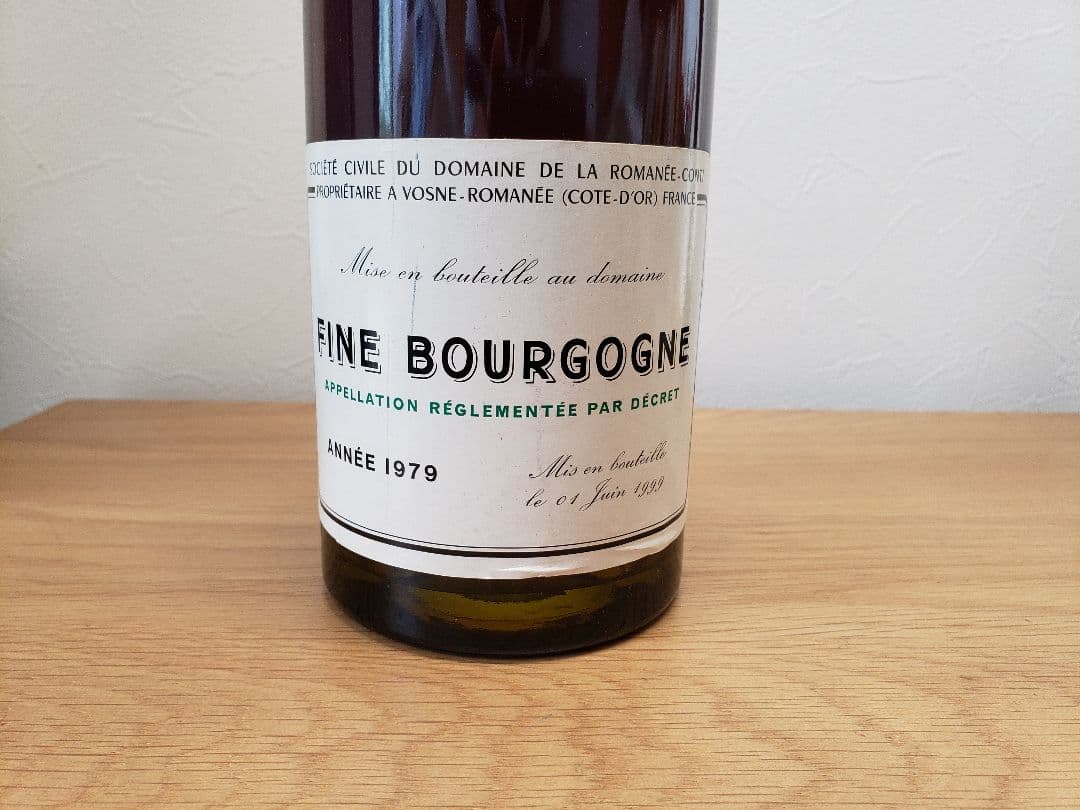 SOCIÉTÉ CIVILE DU DOMAINE DE LA ROMANÉE-CONTI
PROPRIÉTAIRE A VOSNE-ROMANÉE (COTE-D'OR) FRANCE
Mise en bouteille au domaine
FINE BOURGOGNE
APPELLATION RÉGLEMENTÉE PAR DÉCRET
ANNÉE 1979
Mis en bouteille
le 01 Juin 1999